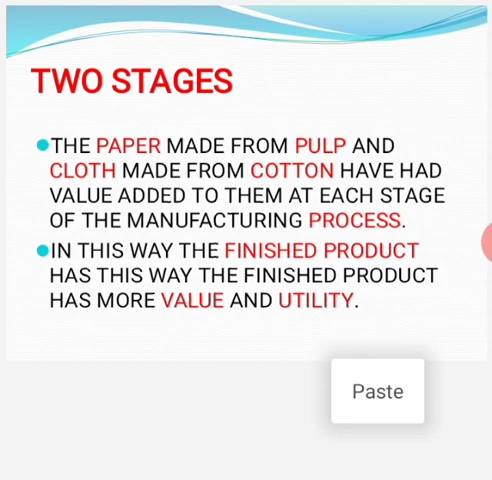 TWO STAGES
THE PAPER MADE FROM PULP AND
CLOTH MADE FROM COTTON HAVE HAD
VALUE ADDED TO THEM AT EACH STAGE
OF THE MANUFACTURING PROCESS.
IN THIS WAY THE FINISHED PRODUCT
HAS THIS WAY THE FINISHED PRODUCT
HAS MORE VALUE AND UTILITY.
Paste